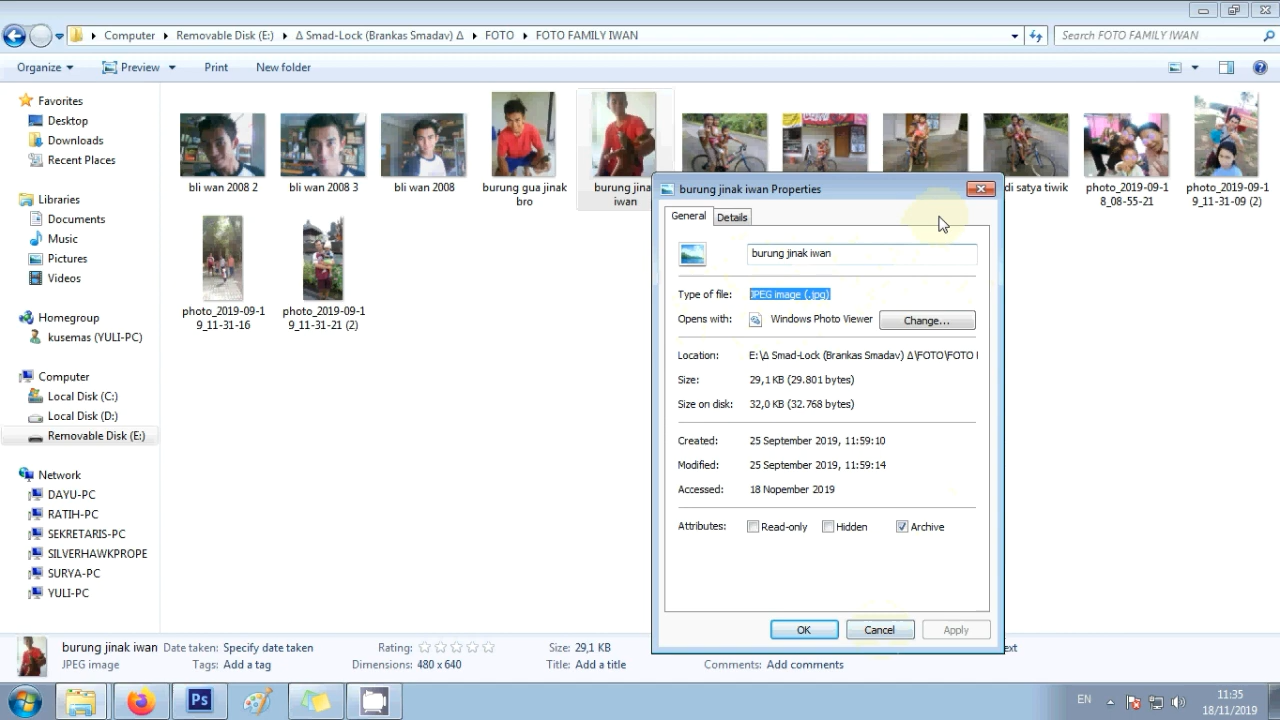 Computer ▸ Removable Disk (E:) ▸ Δ Smad-Lock (Brankas Smadav) Δ ▸ FOTO ▸ FOTO FAMILY IWAN
Search FOTO FAMILY IWAN
Organize Preview Print New folder
Favorites
Desktop
Downloads
Recent Places
Libraries
Documents
Music
Pictures
Videos
Homegroup
kusemas (YULI-PC)
Computer
Local Disk (C:)
Local Disk (D:)
Removable Disk (E:)
Network
DAYU-PC
RATIH-PC
SEKRETARIS-PC
SILVERHAWKPROPE
SURYA-PC
YULI-PC
bli wan 2008 2
bli wan 2008 3
bli wan 2008
burung gua jinak
bro
burung jina
iwan
di satya tiwik
photo_2019-09-1
8_08-55-21
photo_2019-09-1
9_11-31-09 (2)
photo_2019-09-1
9_11-31-16
photo_2019-09-1
9_11-31-21 (2)
burung jinak iwan Properties
General Details
burung jinak iwan
Type of file: JPEG image (.jpg)
Opens with: Windows Photo Viewer Change...
Location: E:\Δ Smad-Lock (Brankas Smadav) Δ\FOTO\FOTO
Size: 29,1 KB (29.801 bytes)
Size on disk: 32,0 KB (32.768 bytes)
Created: 25 September 2019, 11:59:10
Modified: 25 September 2019, 11:59:14
Accessed: 18 Nopember 2019
Attributes: Read-only Hidden Archive
OK Cancel Apply
burung jinak iwan Date taken: Specify date taken Rating: Size: 29,1 KB
JPEG image Tags: Add a tag Dimensions: 480 x 640 Title: Add a title Comments: Add comments
Ps
EN
11:35
18/11/2019